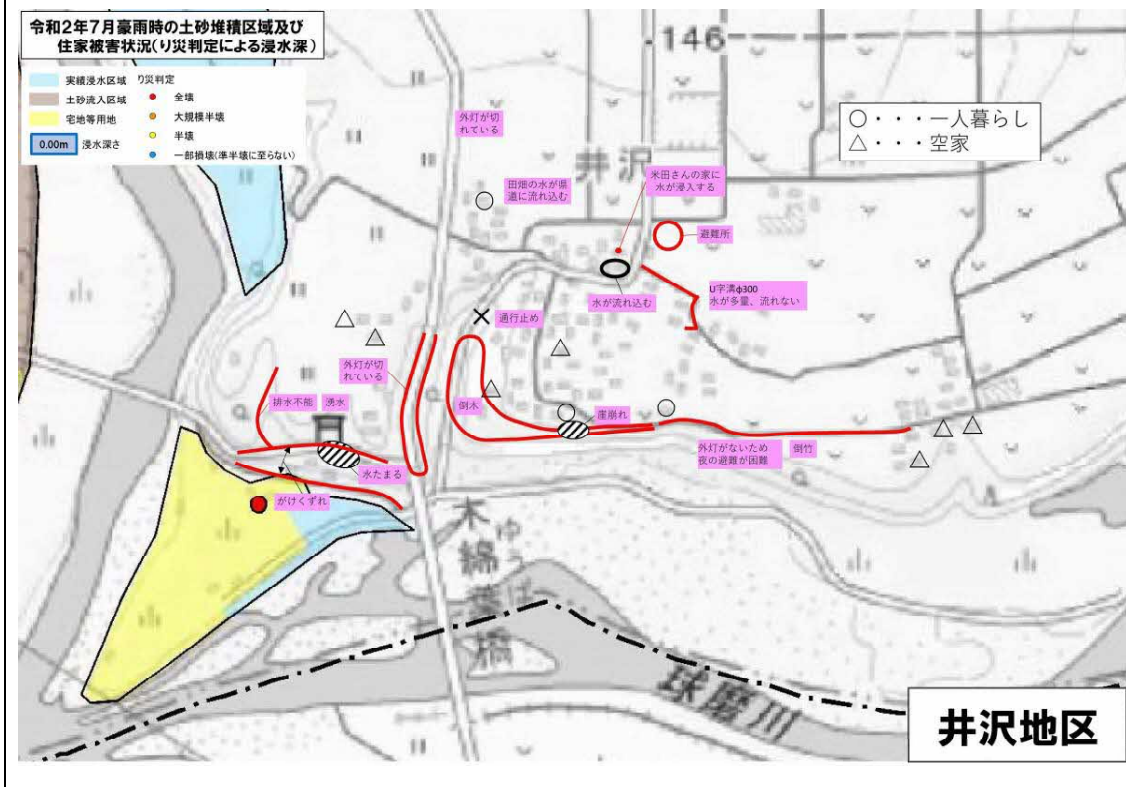 令和2年7月豪雨時の土砂堆積区域及び
住家被害状況(り災判定による浸水深)
実績浸水区域
土砂流入区域
宅地等用地
0.00m 浸水深さ
り災判定
全壊
大規模半壊
半壊
一部損壊(準半壊に至らない)
146
○・・・一人暮らし
△・・・空家
外灯が切
れている
井沢
田畑の水が県
道に流れ込む
米田さんの家に
水が浸入する
避難所
水が流れ込む
U字溝φ300
水が多量、流れない
通行止め
外灯が切
れている
倒木
崖崩れ
排水不能
湧水
水たまる
外灯がないため
夜の避難が困難
倒竹
がけくずれ
木綿葉橋
ゆうば
球磨川
井沢地区